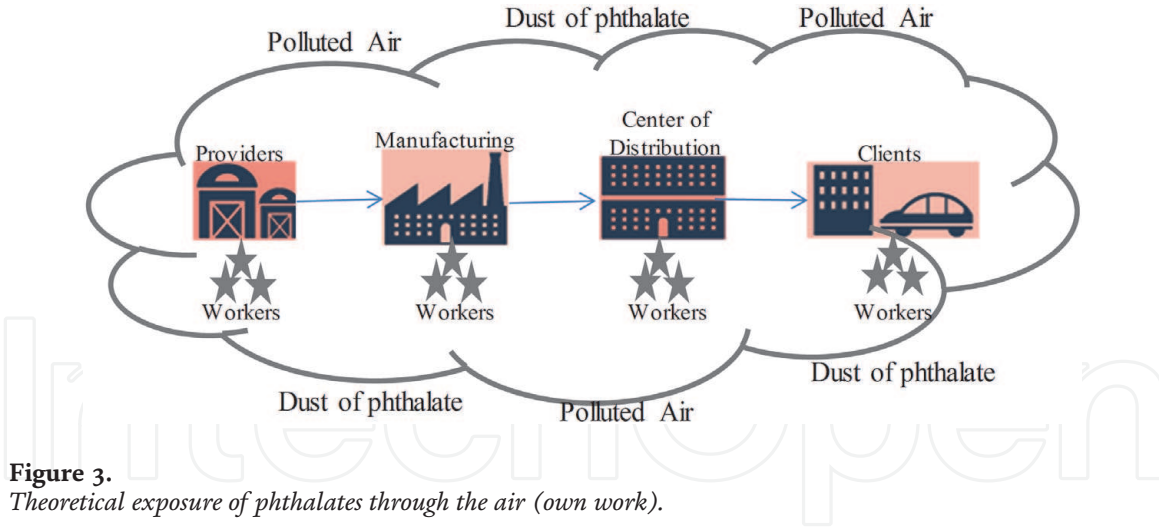 Dust of phthalate
Polluted Air
Polluted Air
Center of
Distribution
Manufacturing
Providers
Clients
Workers
Workers
Workers
Workers
Dust of phthalate
Dust of phthalate
Polluted Air
IntechOpen
Figure 3.
Theoretical exposure of phthalates through the air (own work).